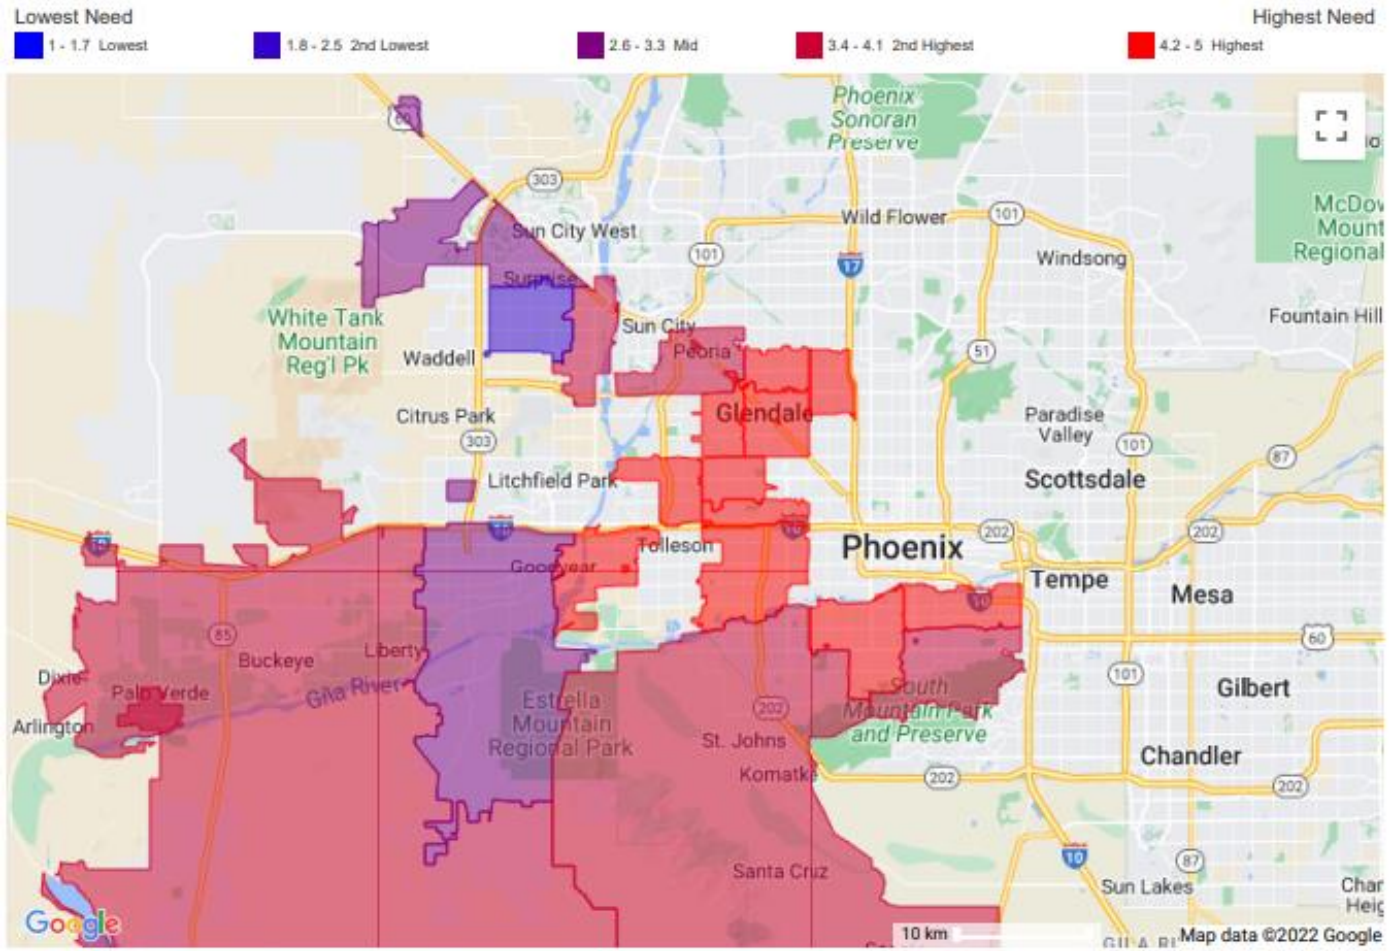 Lowest Need
Highest Need
1 - 1.7 Lowest
1.8 - 2.5 2nd Lowest
2.6 - 3.3 Mid
3.4 - 4.1 2nd Highest
4.2 - 5 Highest
Phoenix
Sonoran
Preserve
60
303
Sun City West
Wild Flower
101
101
17
Windsong
McDow
Mount
Regional
Surprise
White Tank
Mountain
Reg'l Pk
Sun City
Fountain Hill
Waddell
Peoria
51
Citrus Park
Glendale
Paradise
Valley
303
101
87
Litchfield Park
Scottsdale
10
Tolleson
10
202
202
Phoenix
Goodyear
Tempe
Mesa
10
85
Buckeye
Liberty
60
Dixie
Palo Verde
Gila River
101
Gilbert
Arlington
Estrella
Mountain
Regional Park
202
South
Mountain Park
and Preserve
St. Johns
Komatke
202
Chandler
202
Santa Cruz
10
87
Sun Lakes
Chan
Heig
Google
10 km
GILA RI
Map data ©2022 Google